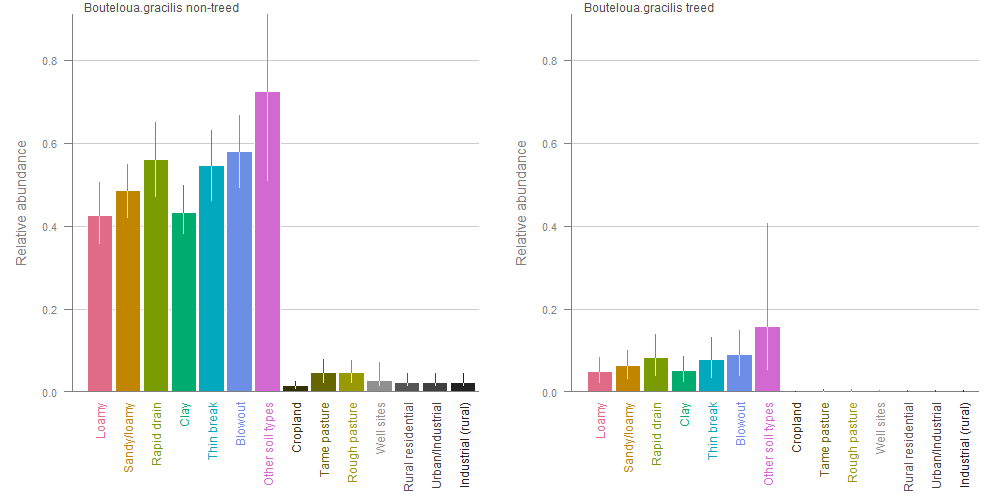 Bouteloua.gracilis non-treed
Relative abundance
0.8
0.6
0.4
0.2
0.0
Loamy
Sandy/loamy
Rapid drain
Clay
Thin break
Blowout
Other soil types
Cropland
Tame pasture
Rough pasture
Well sites
Rural residential
Urban/Industrial
Industrial (rural)
Bouteloua.gracilis treed
Relative abundance
0.8
0.6
0.4
0.2
0.0
Loamy
Sandy/loamy
Rapid drain
Clay
Thin break
Blowout
Other soil types
Cropland
Tame pasture
Rough pasture
Well sites
Rural residential
Urban/Industrial
Industrial (rural)